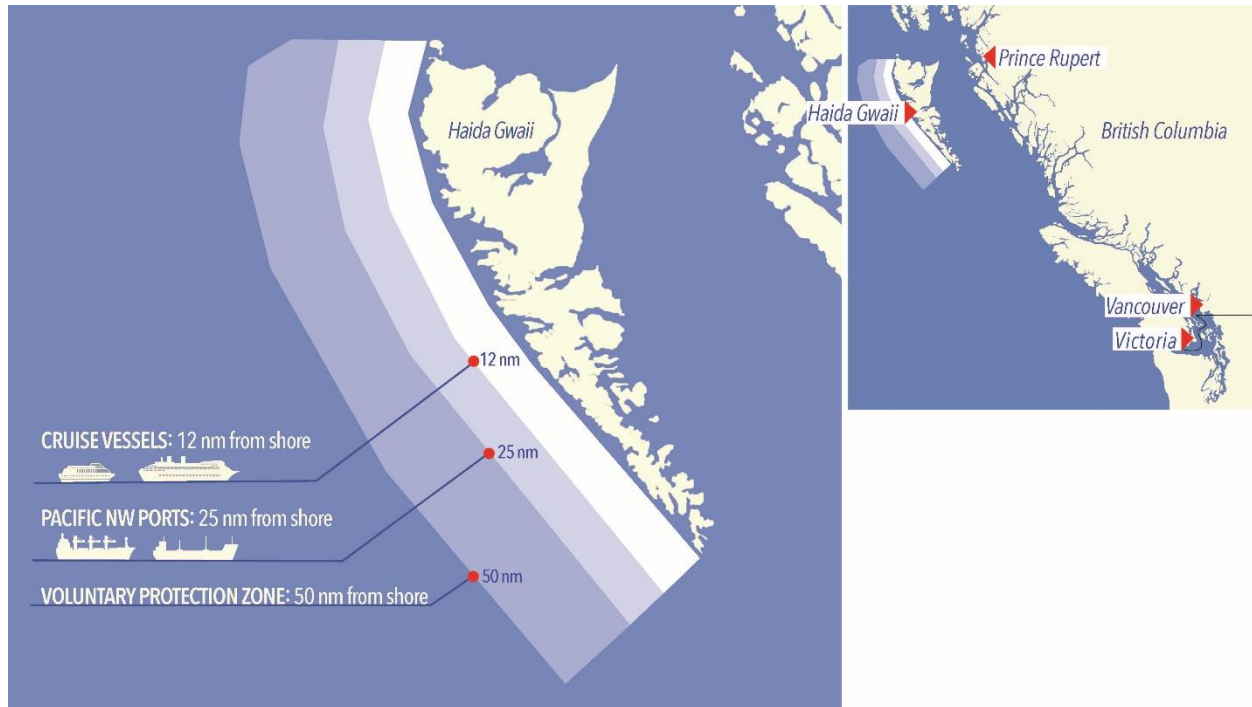 Haida Gwaii
12 nm
25 nm
50 nm
CRUISE VESSELS: 12 nm from shore
PACIFIC NW PORTS: 25 nm from shore
VOLUNTARY PROTECTION ZONE: 50 nm from shore
Prince Rupert
Haida Gwaii
British Columbia
Vancouver
Victoria